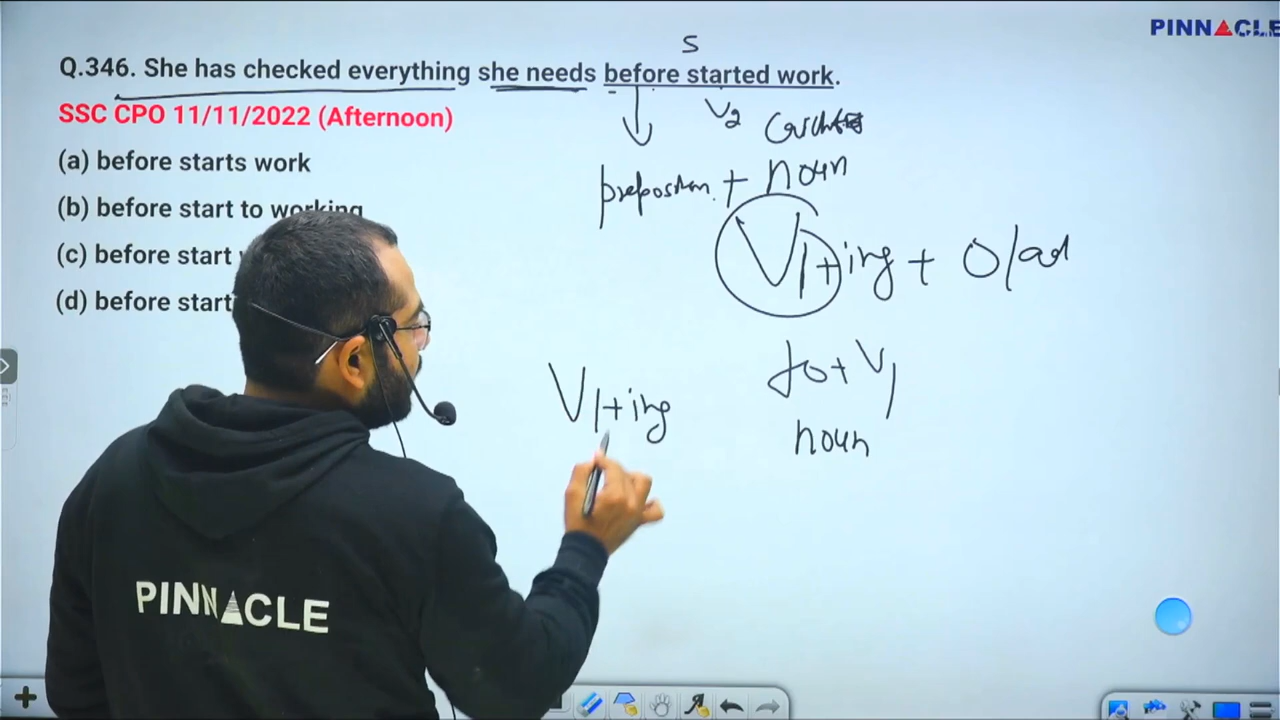 PINNACLE
S
Q.346. She has checked everything she needs before started work.
SSC CPO 11/11/2022 (Afternoon)
V2
(a) before starts work
preposition + noun
(b) before start to working
(c) before start
V1+ing + O/ad
(d) before start
to+V1
V1+ing
noun
PINNACLE